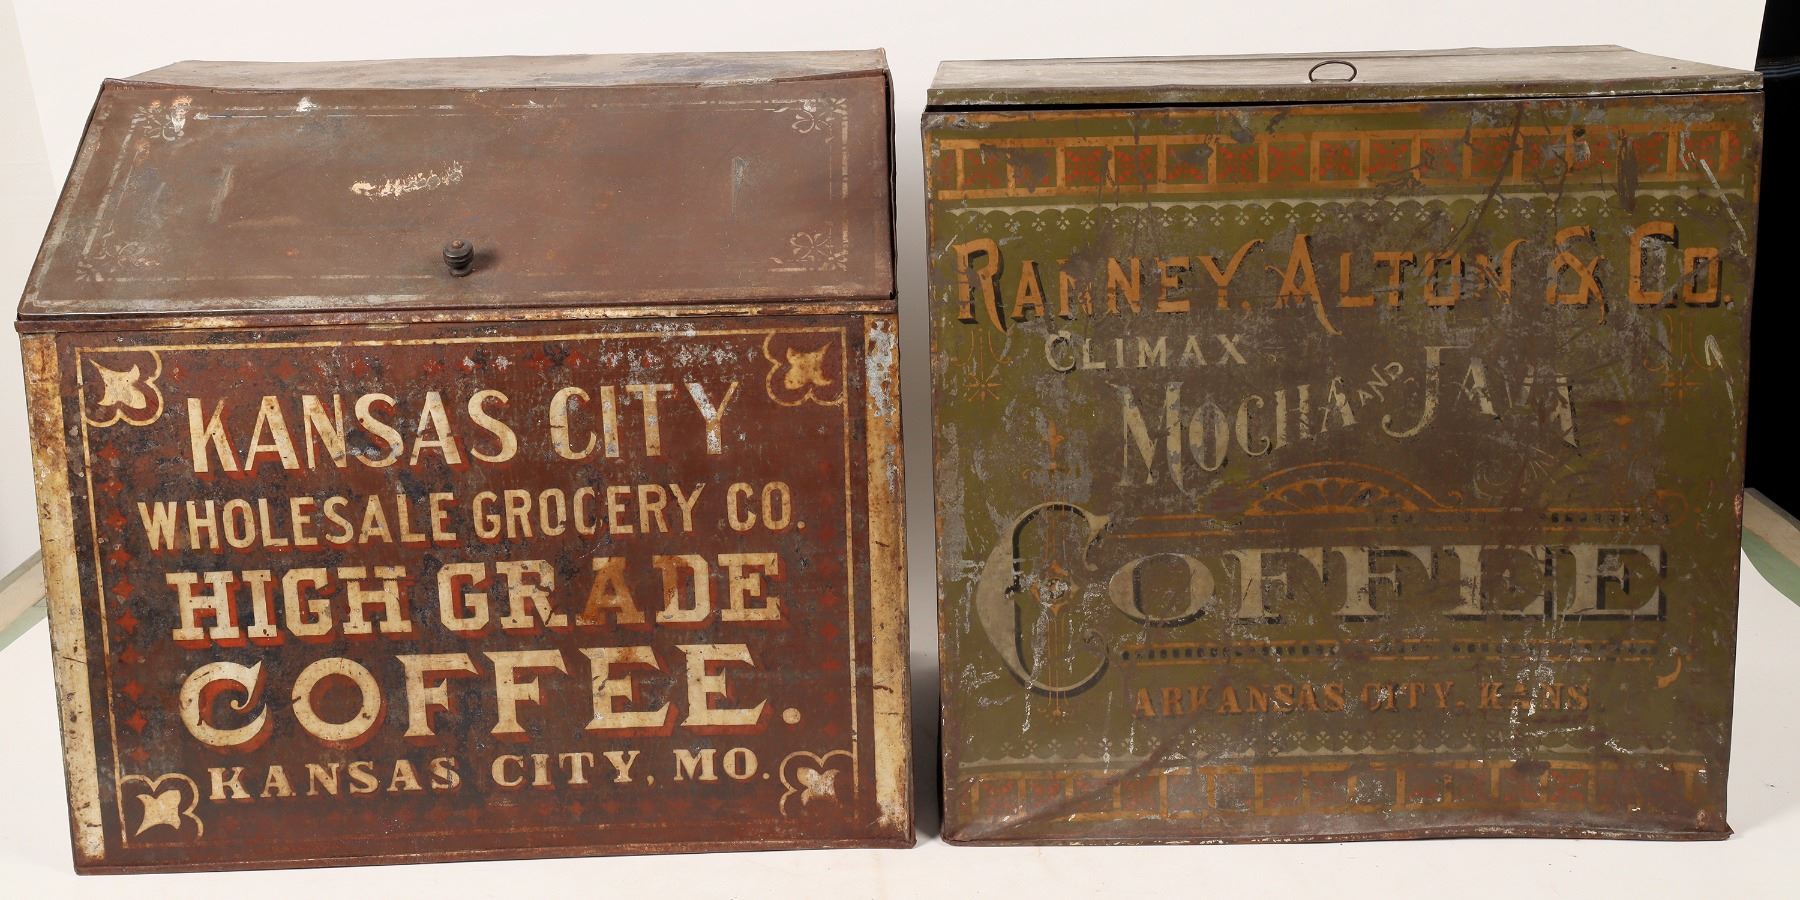 KANSAS CITY
WHOLESALE GROCERY CO.
HIGH GRADE
COFFEE.
KANSAS CITY, MO.
RANNEY, ALTON & CO.
CLIMAX
MOCHA AND JAVA
COFFEE
ARKANSAS CITY, KANS.